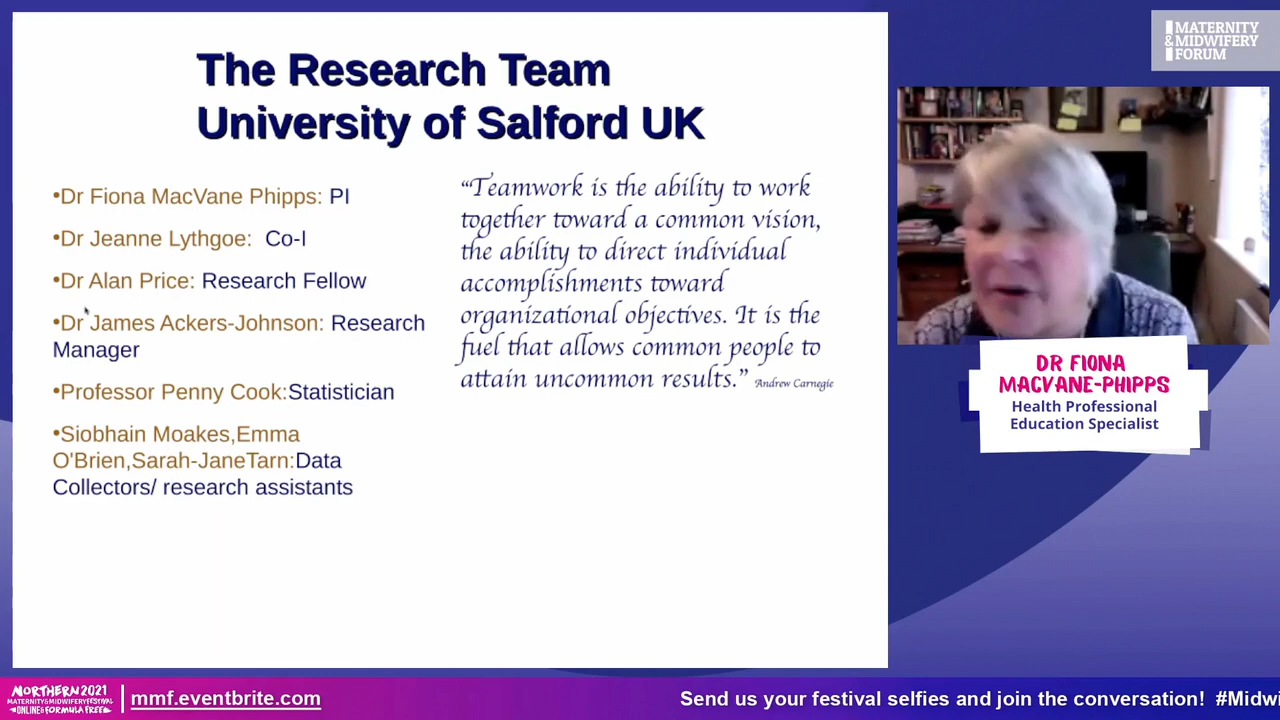 The Research Team
University of Salford UK
•Dr Fiona MacVane Phipps: PI
•Dr Jeanne Lythgoe: Co-I
•Dr Alan Price: Research Fellow
•Dr James Ackers-Johnson: Research
Manager
•Professor Penny Cook:Statistician
•Siobhain Moakes,Emma
O'Brien,Sarah-JaneTarn:Data
Collectors/ research assistants
“Teamwork is the ability to work
together toward a common vision,
the ability to direct individual
accomplishments toward
organizational objectives. It is the
fuel that allows common people to
attain uncommon results.” Andrew Carnegie
MATERNITY
&MIDWIFERY
FORUM
DR FIONA
MACVANE-PHIPPS
Health Professional
Education Specialist
NORTHERN 2021
MATERNITY&MIDWIFERYFESTIVAL
ONLINE&FORMULA FREE
mmf.eventbrite.com
Send us your festival selfies and join the conversation! #Midwi